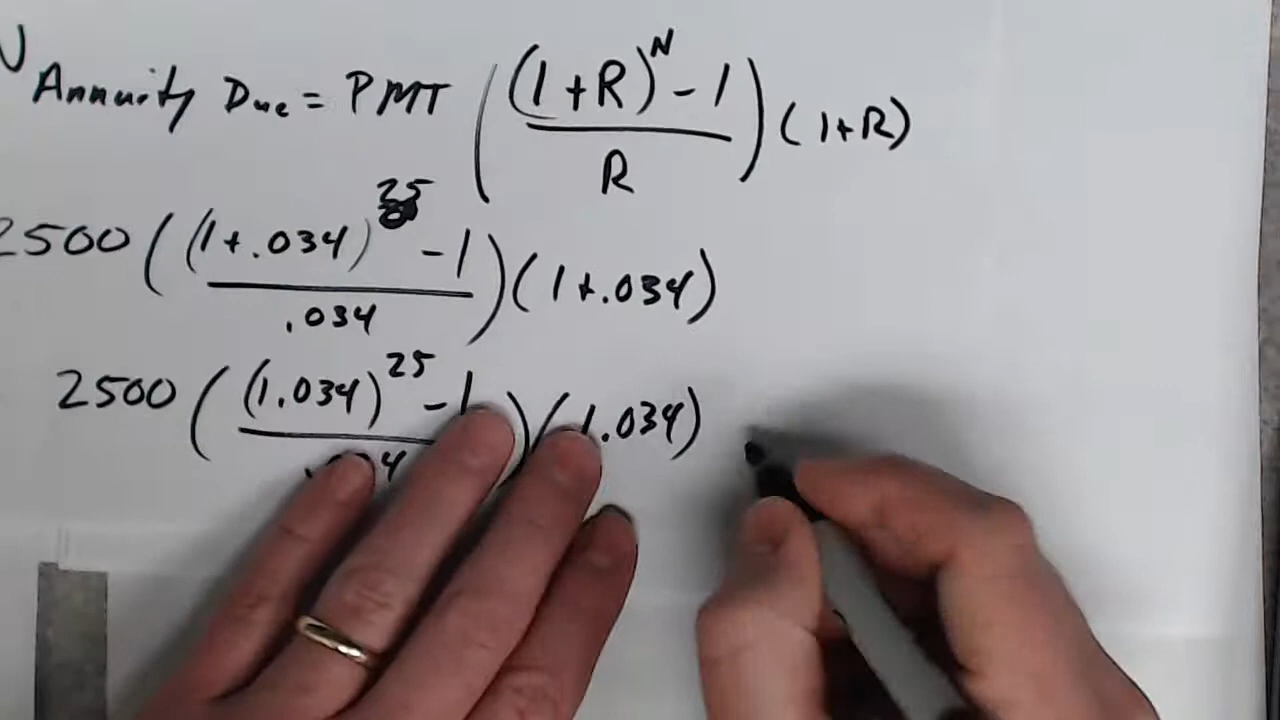 Annuity Due = PMT (((1+R)^N - 1) / R) (1+R)
2500 (((1+.034)^25 - 1) / .034) (1+.034)
2500 (((1.034)^25 - 1) / .034) (1.034)